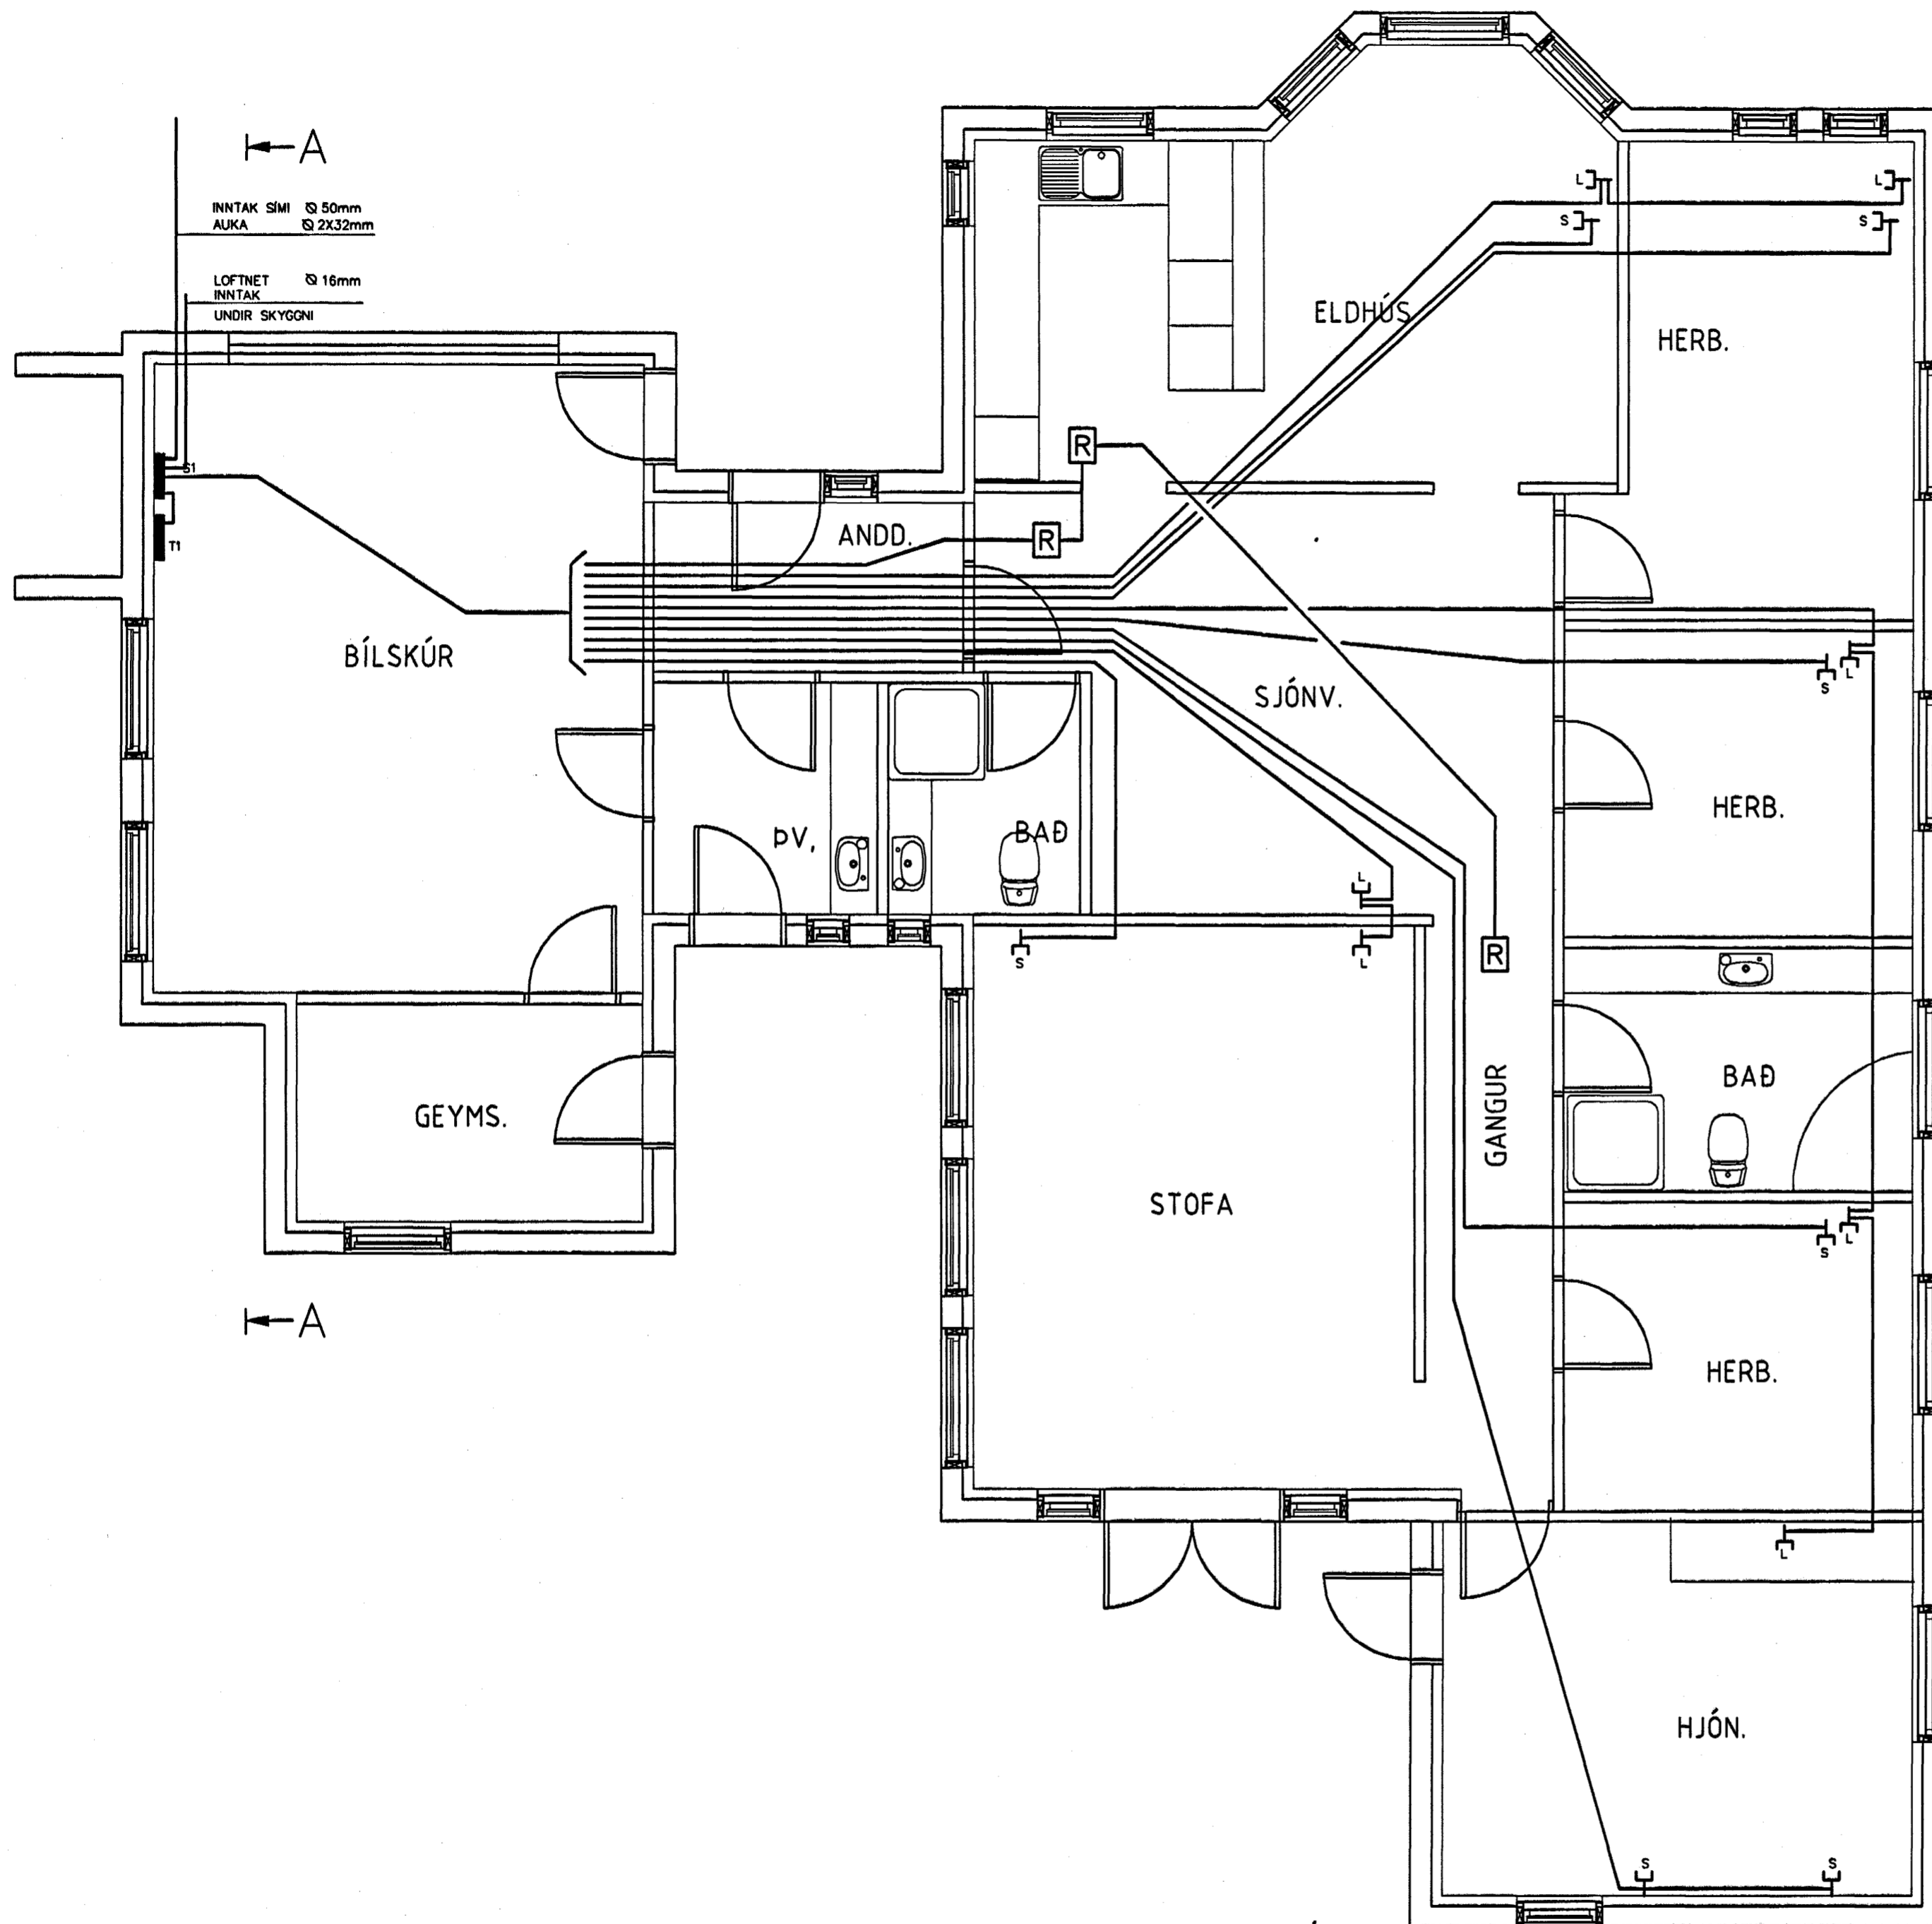 A
INNTAK SÍMI Ø 50mm
AUKA Ø 2X32mm
LOFTNET Ø 16mm
INNTAK
UNDIR SKYGGNI
L
L
S
S
ELDHÚS
HERB.
R
S1
T1
ANDD.
R
BÍLSKÚR
SJÓNV.
S
L
HERB.
ÞV,
BAÐ
L
S
L
R
BAÐ
GEYMS.
GANGUR
STOFA
S
L
A
HERB.
L
HJÓN.
S
S